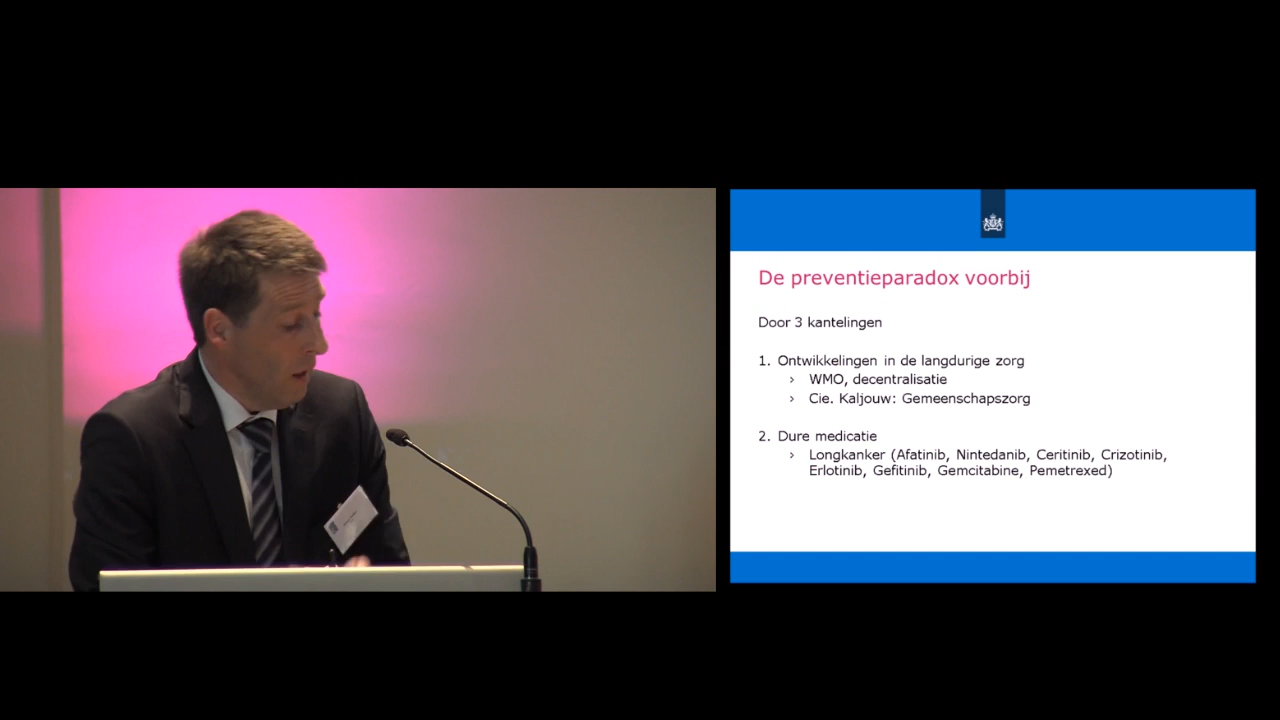 De preventieparadox voorbij
Door 3 kantelingen
1. Ontwikkelingen in de langdurige zorg
› WMO, decentralisatie
› Cie. Kaljouw: Gemeenschapszorg
2. Dure medicatie
› Longkanker (Afatinib, Nintedanib, Ceritinib, Crizotinib,
Erlotinib, Gefitinib, Gemcitabine, Pemetrexed)